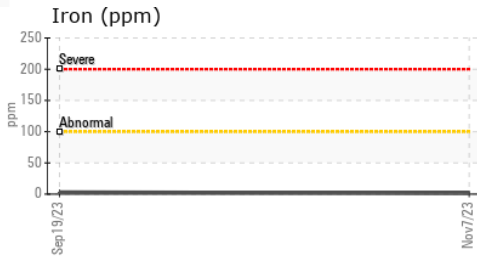 Iron (ppm)
250
Severe
200
150
ppm
Abnormal
100
50
0
Sep19/23
Nov7/23